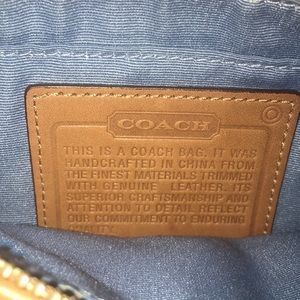 COACH
THIS IS A COACH BAG. IT WAS
HANDCRAFTED IN CHINA FROM
THE FINEST MATERIALS TRIMMED
WITH GENUINE LEATHER. ITS
SUPERIOR CRAFTSMANSHIP AND
ATTENTION TO DETAIL REFLECT
OUR COMMITMENT TO ENDURING
QUALITY.